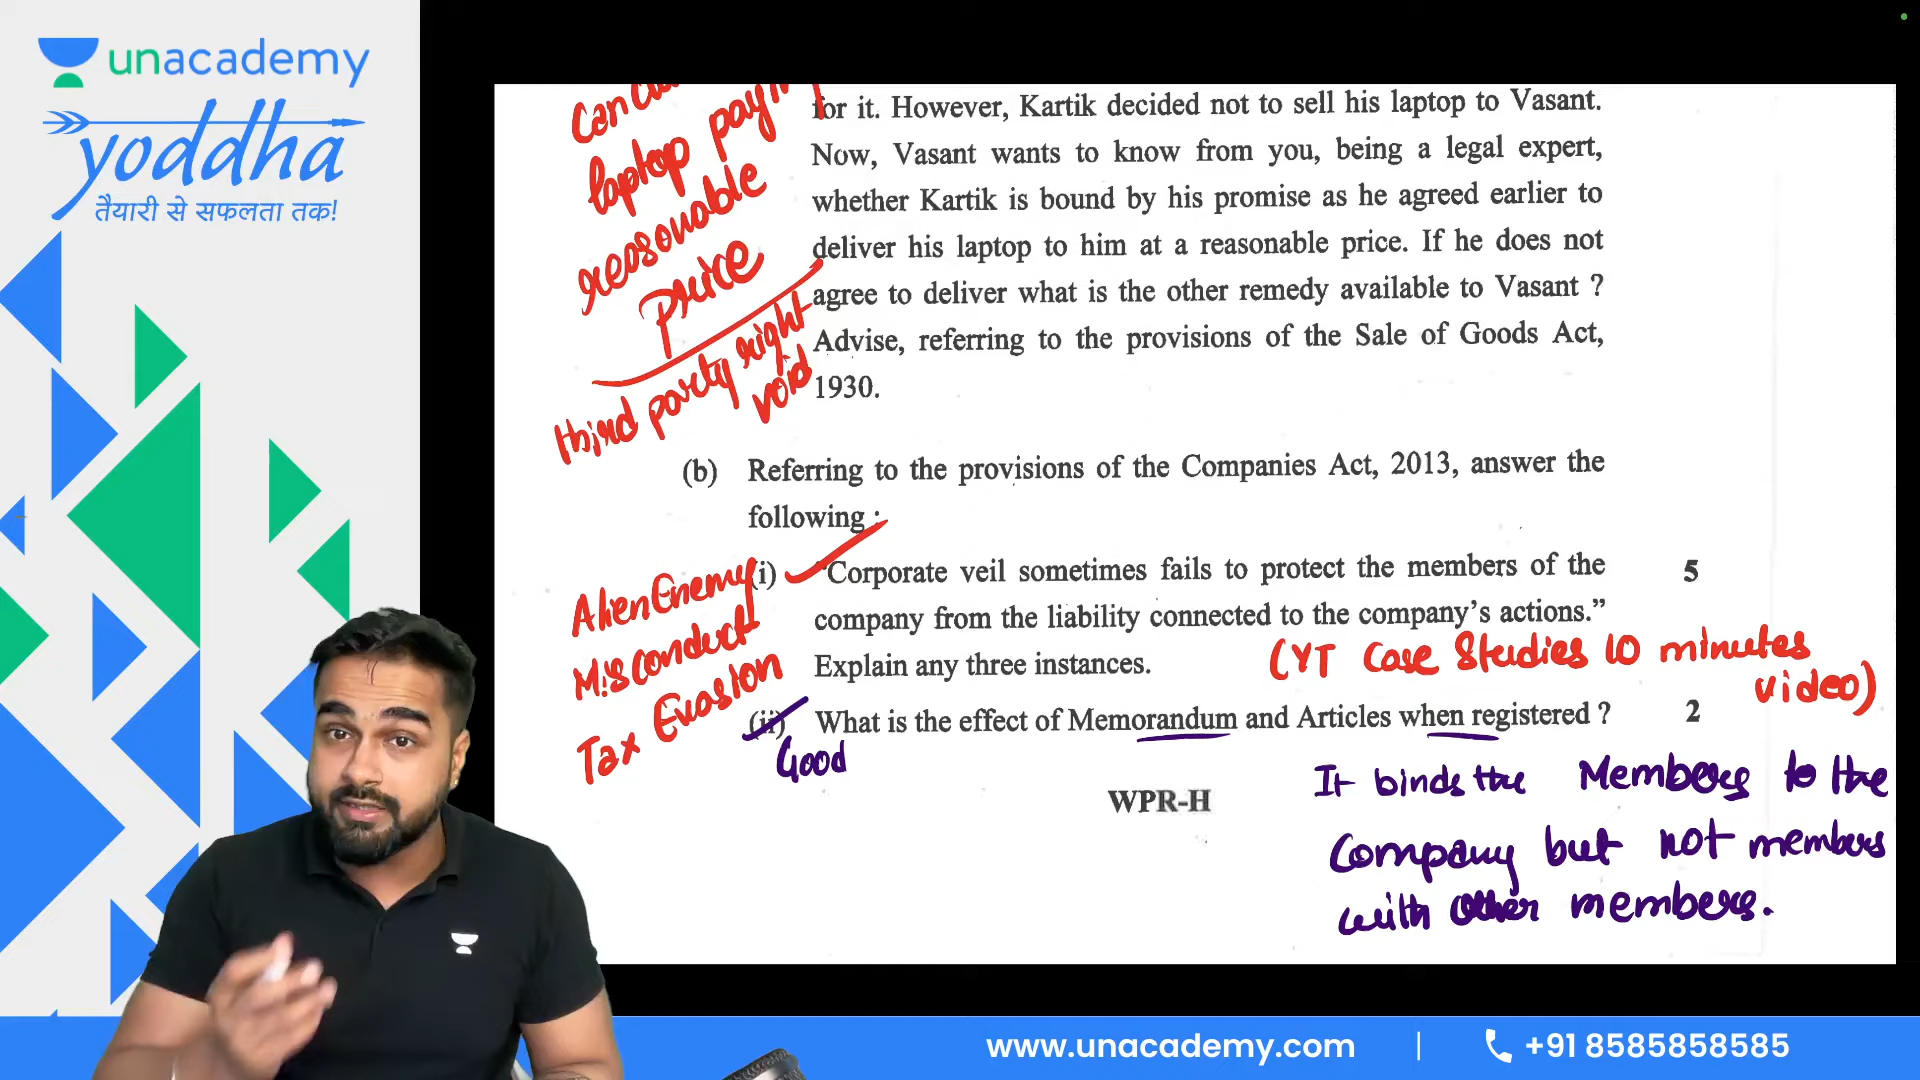 unacademy
yoddha
तैयारी से सफलता तक!
laptop paying
reasonable
price
third party right
void
for it. However, Kartik decided not to sell his laptop to Vasant.
Now, Vasant wants to know from you, being a legal expert,
whether Kartik is bound by his promise as he agreed earlier to
deliver his laptop to him at a reasonable price. If he does not
agree to deliver what is the other remedy available to Vasant ?
Advise, referring to the provisions of the Sale of Goods Act,
1930.
(b) Referring to the provisions of the Companies Act, 2013, answer the
following :
(i) “Corporate veil sometimes fails to protect the members of the 5
company from the liability connected to the company’s actions.”
Explain any three instances.
Alien Enemy
Misconduct
Tax Evasion
(YT Case Studies 10 minutes
video)
(ii) What is the effect of Memorandum and Articles when registered ? 2
Good
WPR-H
It binds the Members to the
Company but not members
with other members.
www.unacademy.com | +91 8585858585